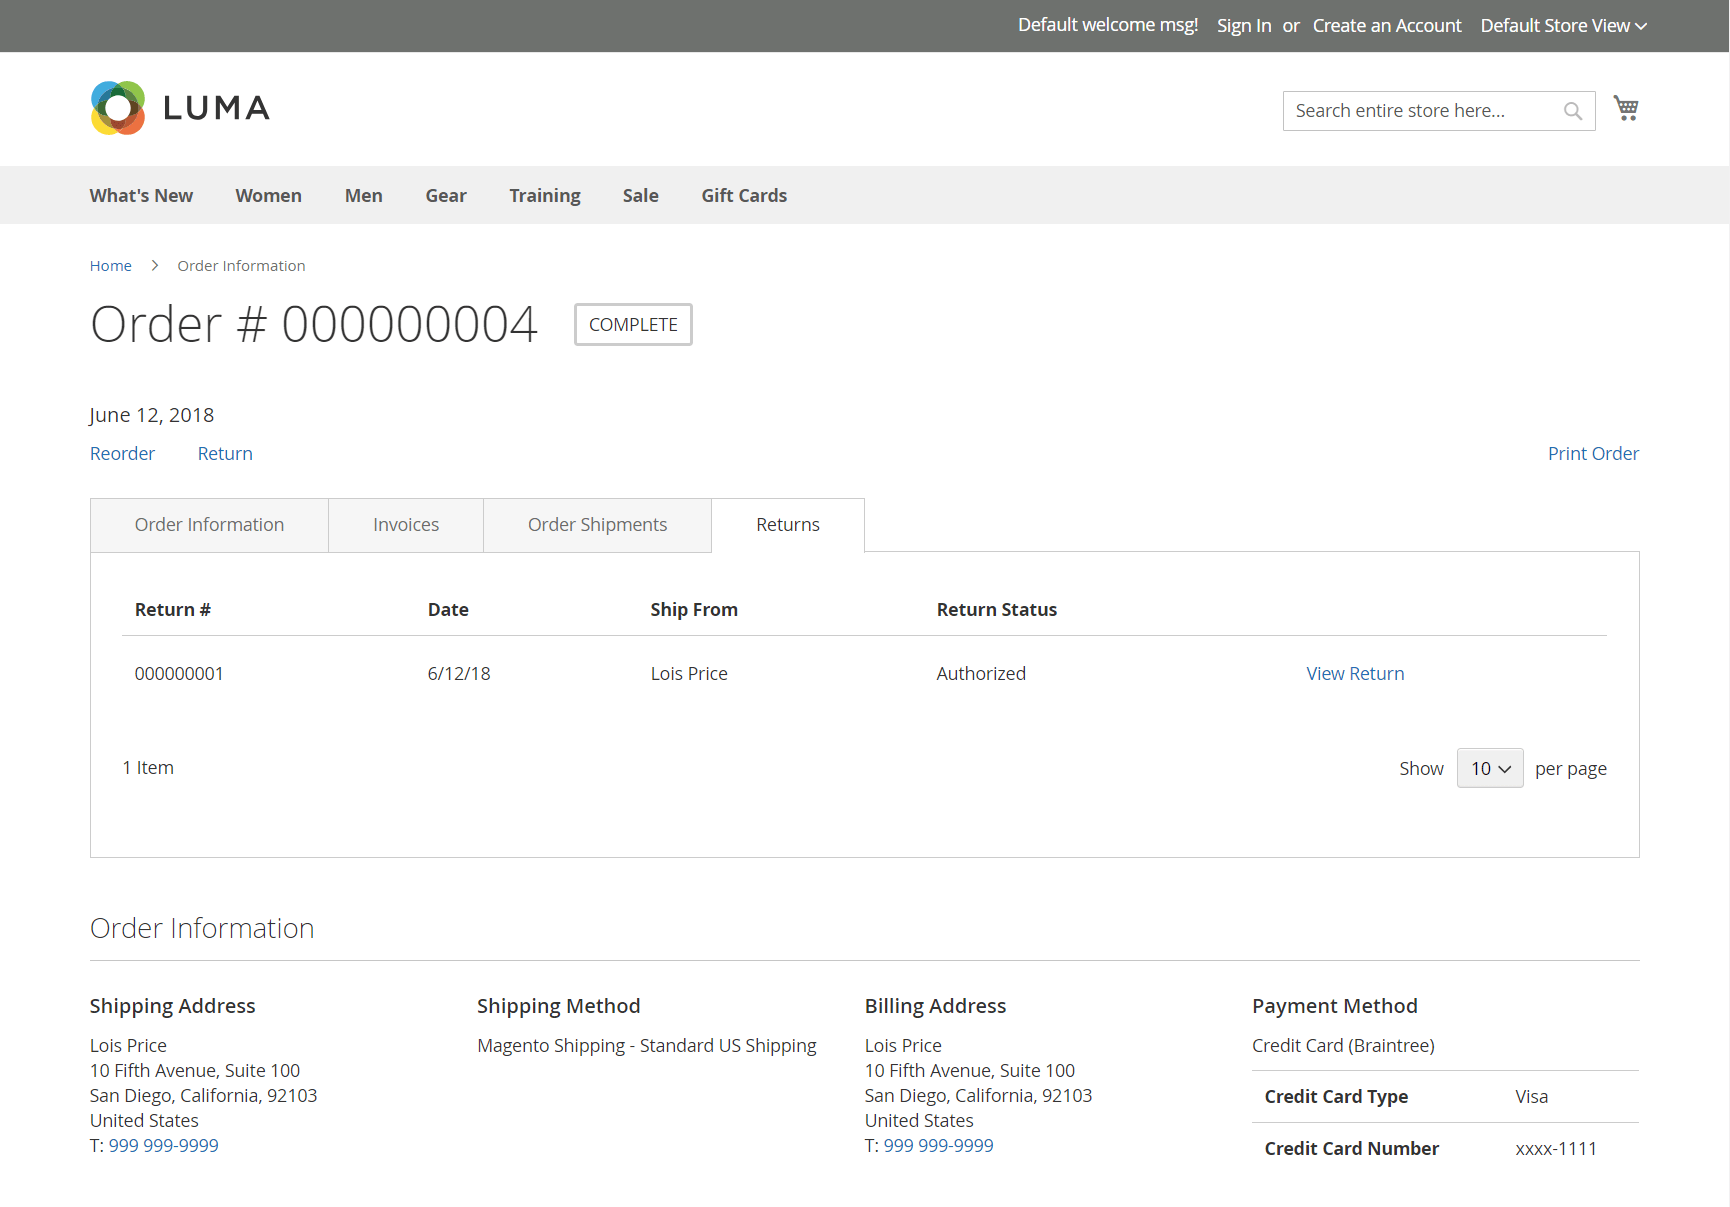 Default welcome msg! Sign In or Create an Account Default Store View
LUMA
Search entire store here...
What's New Women Men Gear Training Sale Gift Cards
Home Order Information
Order # 000000004 COMPLETE
June 12, 2018
Reorder Return Print Order
Order Information Invoices Order Shipments Returns
Return # Date Ship From Return Status
000000001 6/12/18 Lois Price Authorized View Return
1 Item Show 10 per page
Order Information
Shipping Address
Lois Price
10 Fifth Avenue, Suite 100
San Diego, California, 92103
United States
T: 999 999-9999
Shipping Method
Magento Shipping - Standard US Shipping
Billing Address
Lois Price
10 Fifth Avenue, Suite 100
San Diego, California, 92103
United States
T: 999 999-9999
Payment Method
Credit Card (Braintree)
Credit Card Type Visa
Credit Card Number xxxx-1111